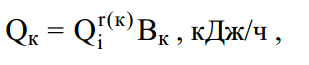 Qк = Qᵢʳ⁽ᴷ⁾Bк , кДж/ч ,